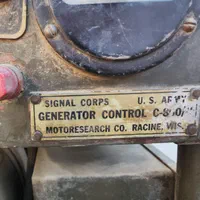 SIGNAL CORPS U. S. ARMY
GENERATOR CONTROL
MOTORESEARCH CO. RACINE, WIS.